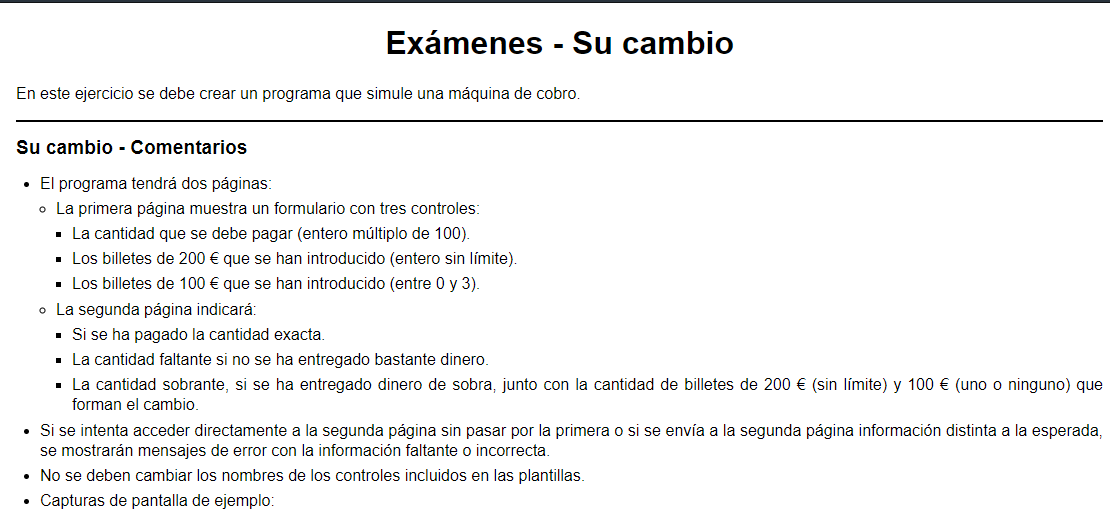 Exámenes - Su cambio
En este ejercicio se debe crear un programa que simule una máquina de cobro.
Su cambio - Comentarios
El programa tendrá dos páginas:
La primera página muestra un formulario con tres controles:
La cantidad que se debe pagar (entero múltiplo de 100).
Los billetes de 200 € que se han introducido (entero sin límite).
Los billetes de 100 € que se han introducido (entre 0 y 3).
La segunda página indicará:
Si se ha pagado la cantidad exacta.
La cantidad faltante si no se ha entregado bastante dinero.
La cantidad sobrante, si se ha entregado dinero de sobra, junto con la cantidad de billetes de 200 € (sin límite) y 100 € (uno o ninguno) que
forman el cambio.
Si se intenta acceder directamente a la segunda página sin pasar por la primera o si se envía a la segunda página información distinta a la esperada,
se mostrarán mensajes de error con la información faltante o incorrecta.
No se deben cambiar los nombres de los controles incluidos en las plantillas.
Capturas de pantalla de ejemplo: